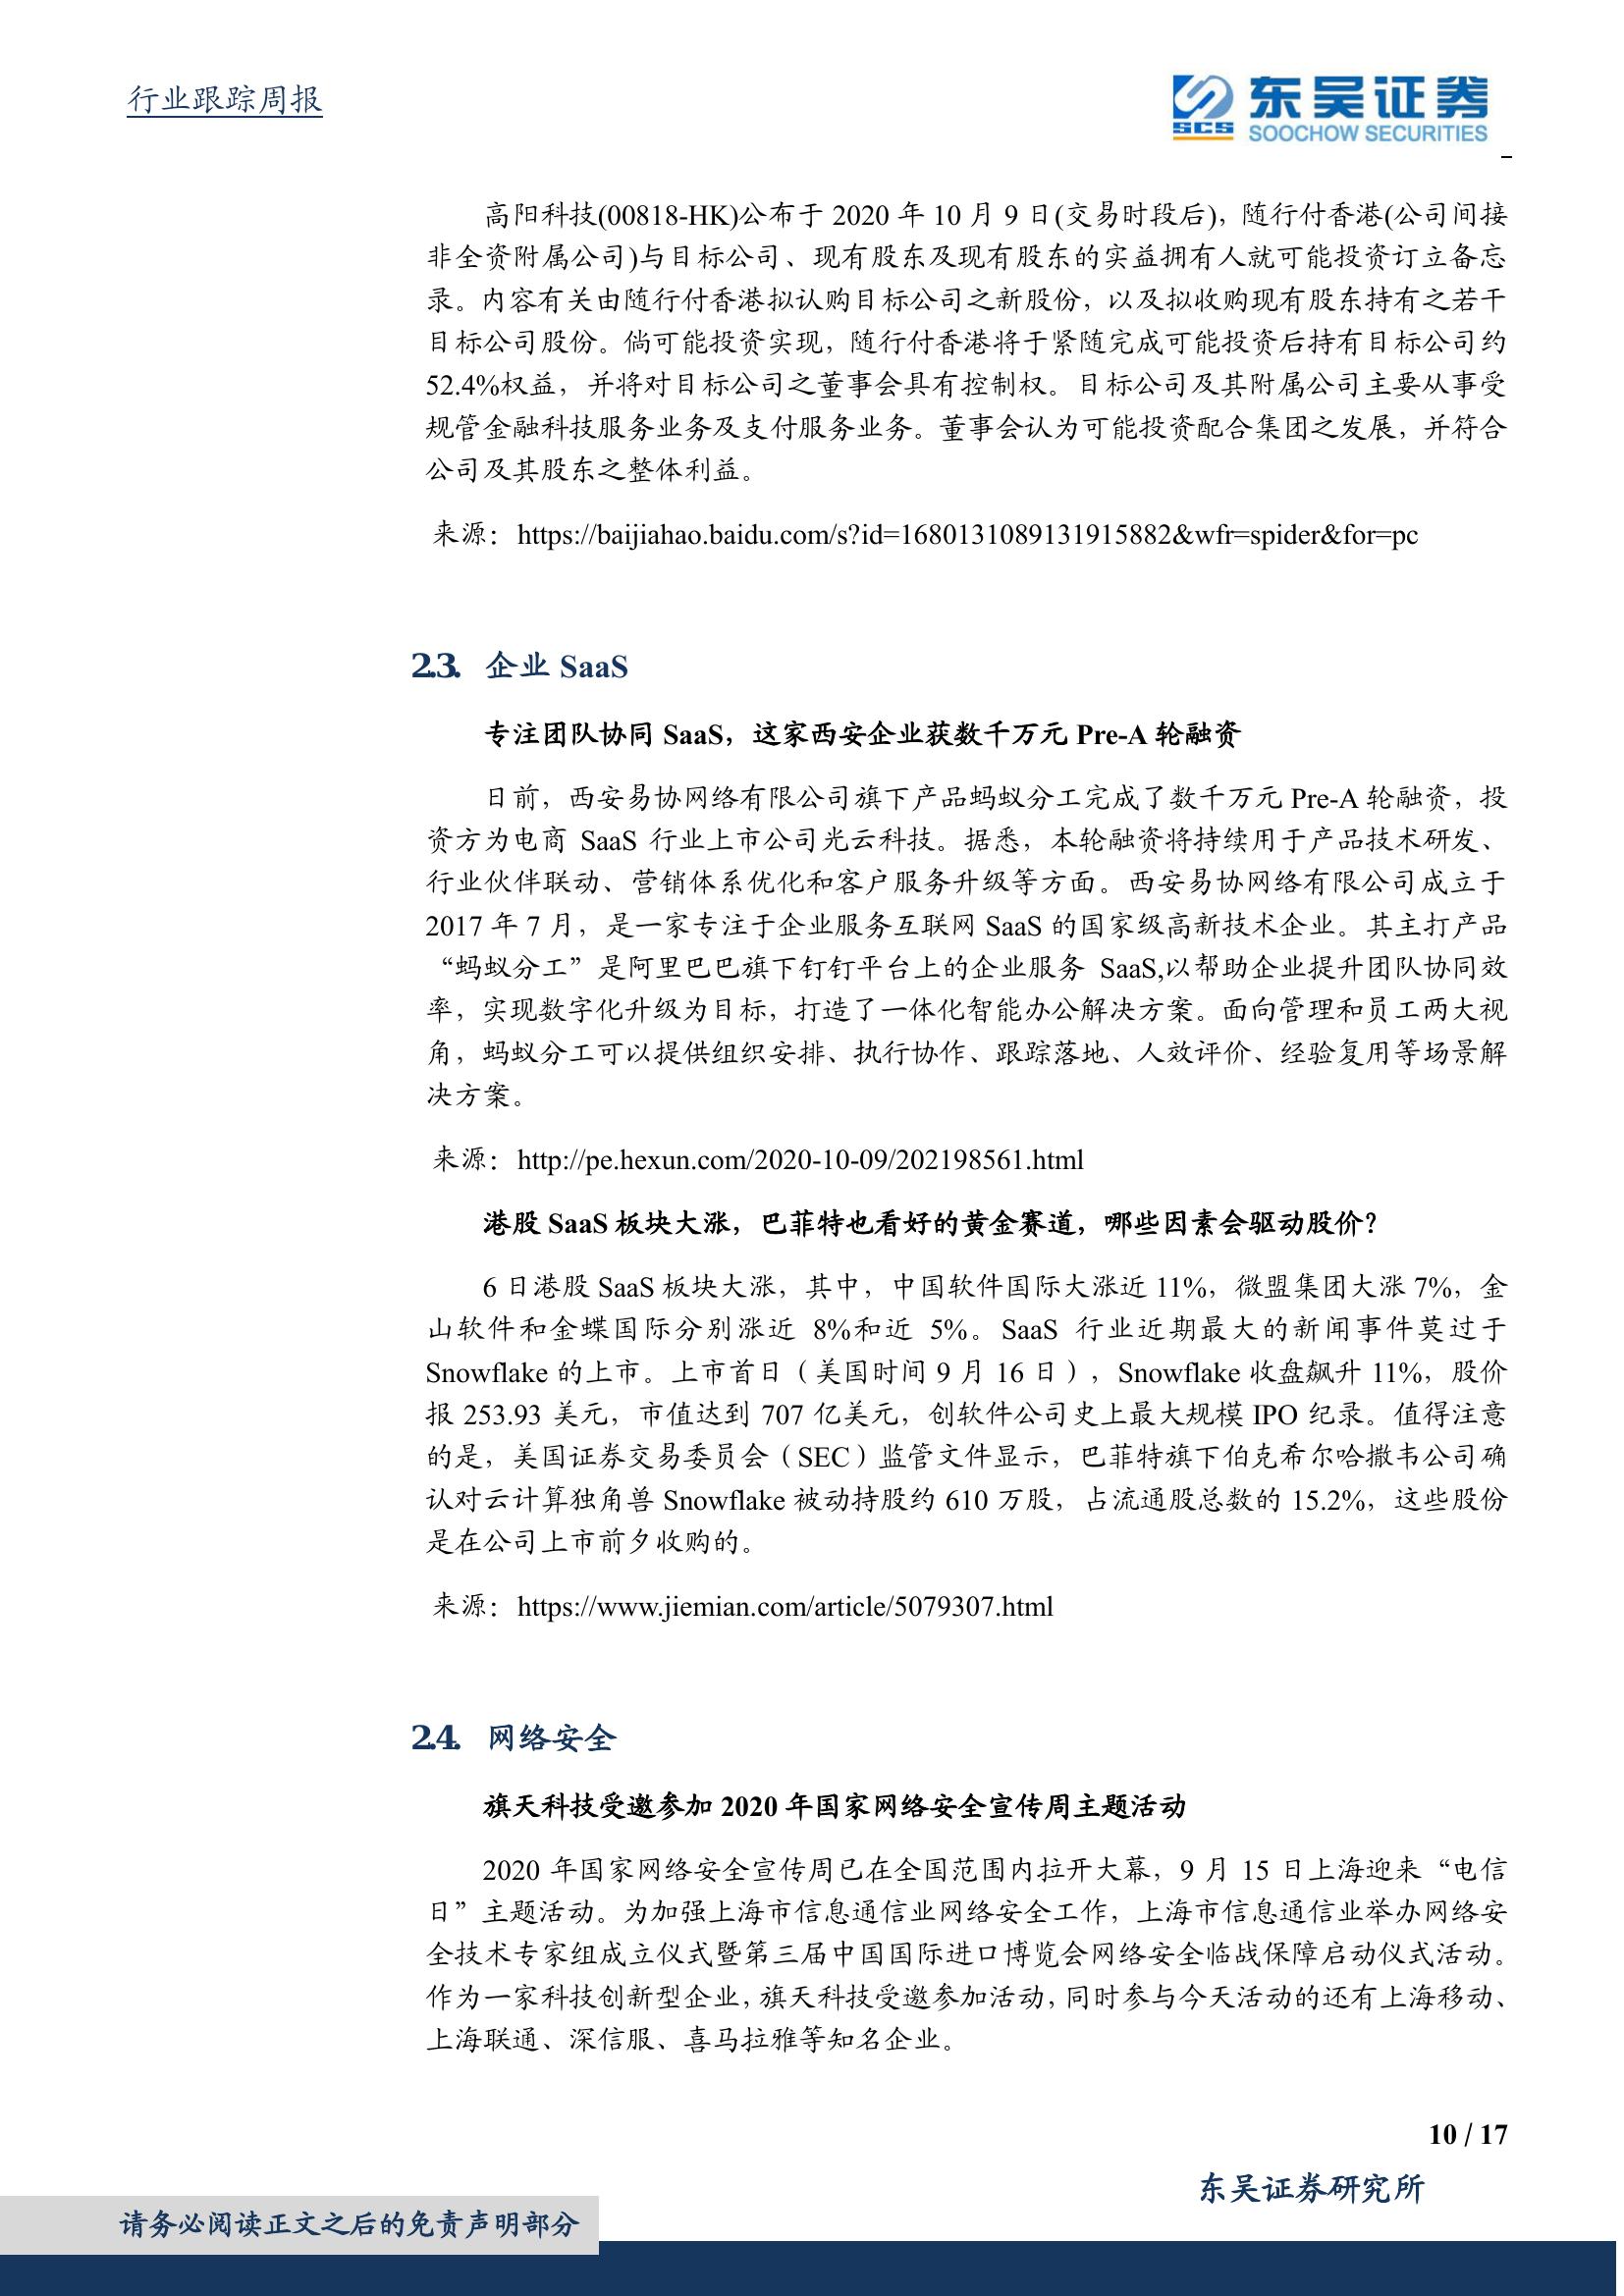 行业跟踪周报
SCS
东吴证券
SOOCHOW SECURITIES
高阳科技(00818-HK)公布于 2020 年 10 月 9 日(交易时段后)，随行付香港(公司间接
非全资附属公司)与目标公司、现有股东及现有股东的实益拥有人就可能投资订立备忘
录。内容有关由随行付香港拟认购目标公司之新股份，以及拟收购现有股东持有之若干
目标公司股份。倘可能投资实现，随行付香港将于紧随完成可能投资后持有目标公司约
52.4%权益，并将对目标公司之董事会具有控制权。目标公司及其附属公司主要从事受
规管金融科技服务业务及支付服务业务。董事会认为可能投资配合集团之发展，并符合
公司及其股东之整体利益。
来源：https://baijiahao.baidu.com/s?id=1680131089131915882&wfr=spider&for=pc
2.3. 企业 SaaS
专注团队协同 SaaS，这家西安企业获数千万元 Pre-A 轮融资
日前，西安易协网络有限公司旗下产品蚂蚁分工完成了数千万元 Pre-A 轮融资，投
资方为电商 SaaS 行业上市公司光云科技。据悉，本轮融资将持续用于产品技术研发、
行业伙伴联动、营销体系优化和客户服务升级等方面。西安易协网络有限公司成立于
2017 年 7 月，是一家专注于企业服务互联网 SaaS 的国家级高新技术企业。其主打产品
“蚂蚁分工”是阿里巴巴旗下钉钉平台上的企业服务 SaaS,以帮助企业提升团队协同效
率，实现数字化升级为目标，打造了一体化智能办公解决方案。面向管理和员工两大视
角，蚂蚁分工可以提供组织安排、执行协作、跟踪落地、人效评价、经验复用等场景解
决方案。
来源：http://pe.hexun.com/2020-10-09/202198561.html
港股 SaaS 板块大涨，巴菲特也看好的黄金赛道，哪些因素会驱动股价？
6 日港股 SaaS 板块大涨，其中，中国软件国际大涨近 11%，微盟集团大涨 7%，金
山软件和金蝶国际分别涨近 8%和近 5%。SaaS 行业近期最大的新闻事件莫过于
Snowflake 的上市。上市首日（美国时间 9 月 16 日），Snowflake 收盘飙升 11%，股价
报 253.93 美元，市值达到 707 亿美元，创软件公司史上最大规模 IPO 纪录。值得注意
的是，美国证券交易委员会（SEC）监管文件显示，巴菲特旗下伯克希尔哈撒韦公司确
认对云计算独角兽 Snowflake 被动持股约 610 万股，占流通股总数的 15.2%，这些股份
是在公司上市前夕收购的。
来源：https://www.jiemian.com/article/5079307.html
2.4. 网络安全
旗天科技受邀参加 2020 年国家网络安全宣传周主题活动
2020 年国家网络安全宣传周已在全国范围内拉开大幕，9 月 15 日上海迎来“电信
日”主题活动。为加强上海市信息通信业网络安全工作，上海市信息通信业举办网络安
全技术专家组成立仪式暨第三届中国国际进口博览会网络安全临战保障启动仪式活动。
作为一家科技创新型企业，旗天科技受邀参加活动，同时参与今天活动的还有上海移动、
上海联通、深信服、喜马拉雅等知名企业。
10 / 17
东吴证券研究所
请务必阅读正文之后的免责声明部分